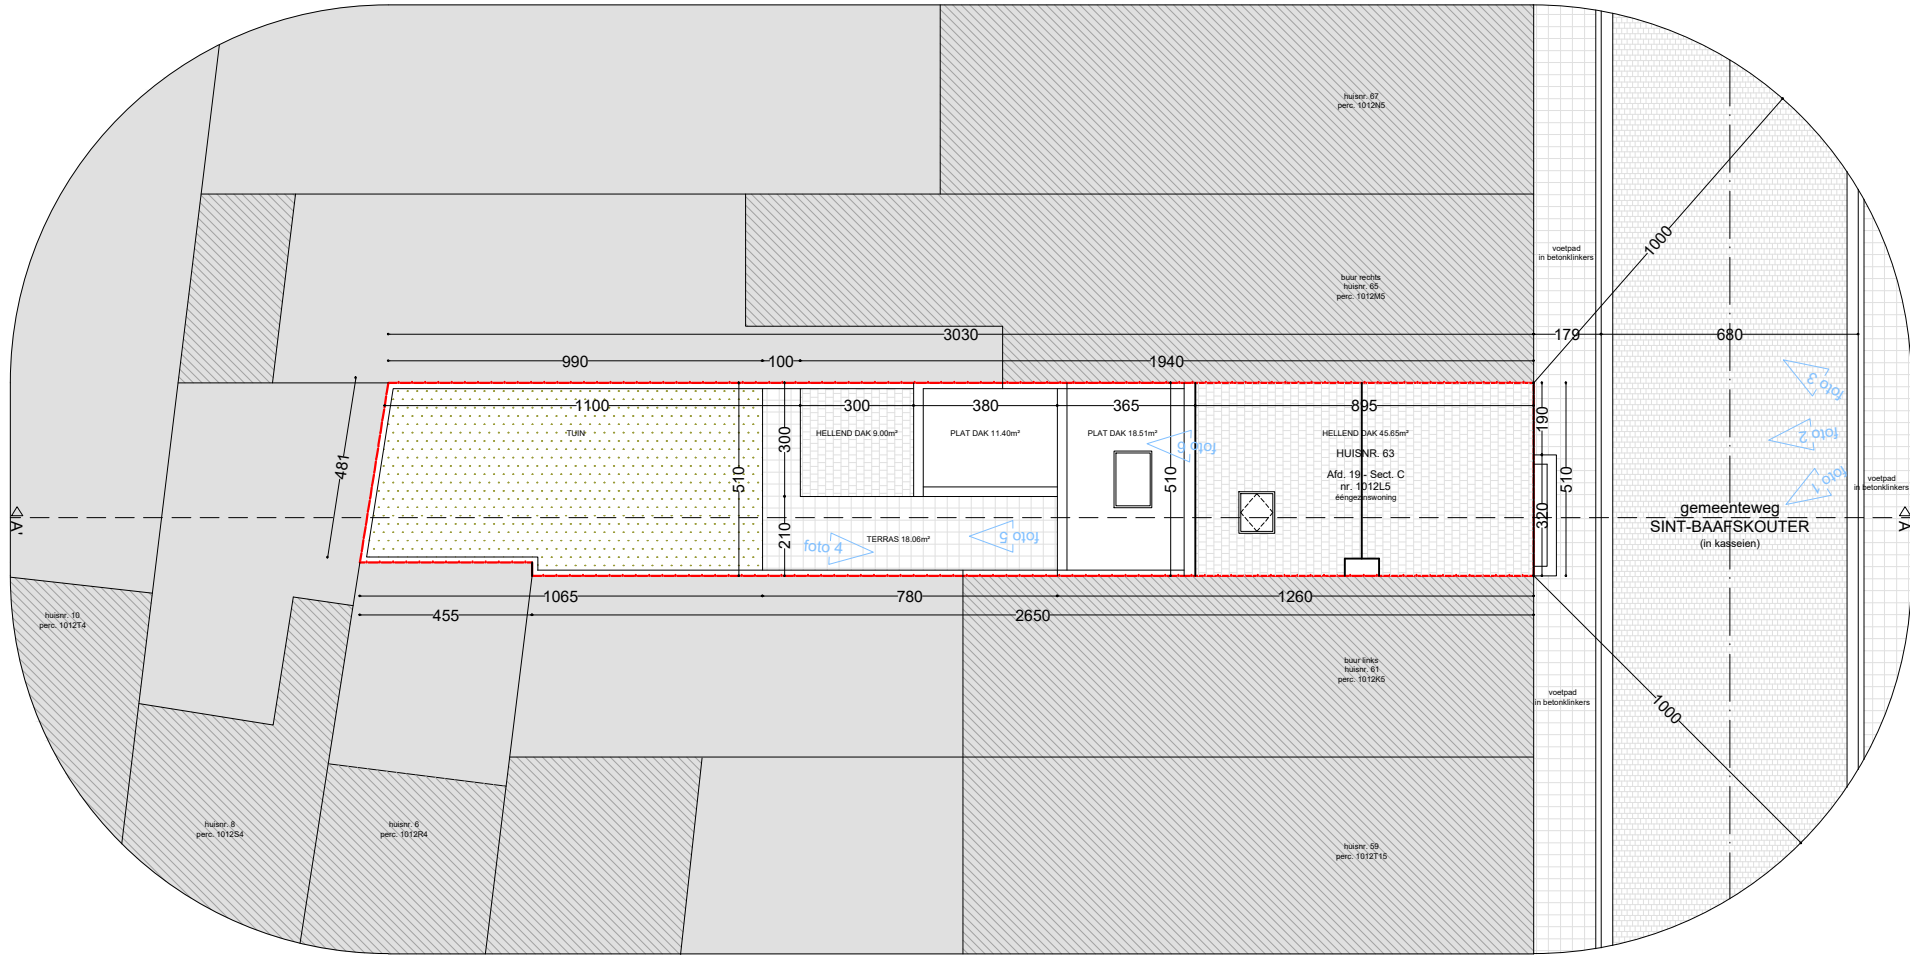 huisnr. 67
perc. 1012N5
voetpad
in betonklinkers
1000
buur rechts
huisnr. 65
perc. 1012M5
3030
179
680
990
100
1940
foto 3
1100
300
380
365
895
190
TUIN
HELLEND DAK 9.00m²
PLAT DAK 11.40m²
PLAT DAK 18.51m²
HELLEND DAK 45.65m²
foto 2
300
foto 6
HUISNR. 63
481
510
510
510
Afd. 19 - Sect. C
nr. 1012L5
ééngezinswoning
foto 1
voetpad
in betonklinkers
A'
gemeenteweg
SINT-BAAFSKOUTER
(in kasseien)
A
320
210
foto 4
TERRAS 18.06m²
foto 5
1065
780
1260
455
2650
huisnr. 10
perc. 1012T4
buur links
huisnr. 61
perc. 1012K5
voetpad
in betonklinkers
1000
huisnr. 8
perc. 1012S4
huisnr. 6
perc. 1012R4
huisnr. 59
perc. 1012T15